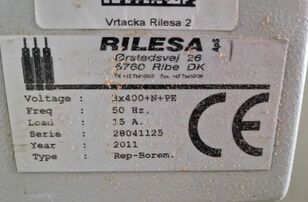 Vrtacka Rilesa 2
RILESA ApS
Ørstedsvej 26
6760 Ribe DK
Voltage : 3x400+N+PE
Freq : 50 Hz.
Load : 15 A.
Serie : 28041125
Year : 2011
Type : Rep-Borem.
CE